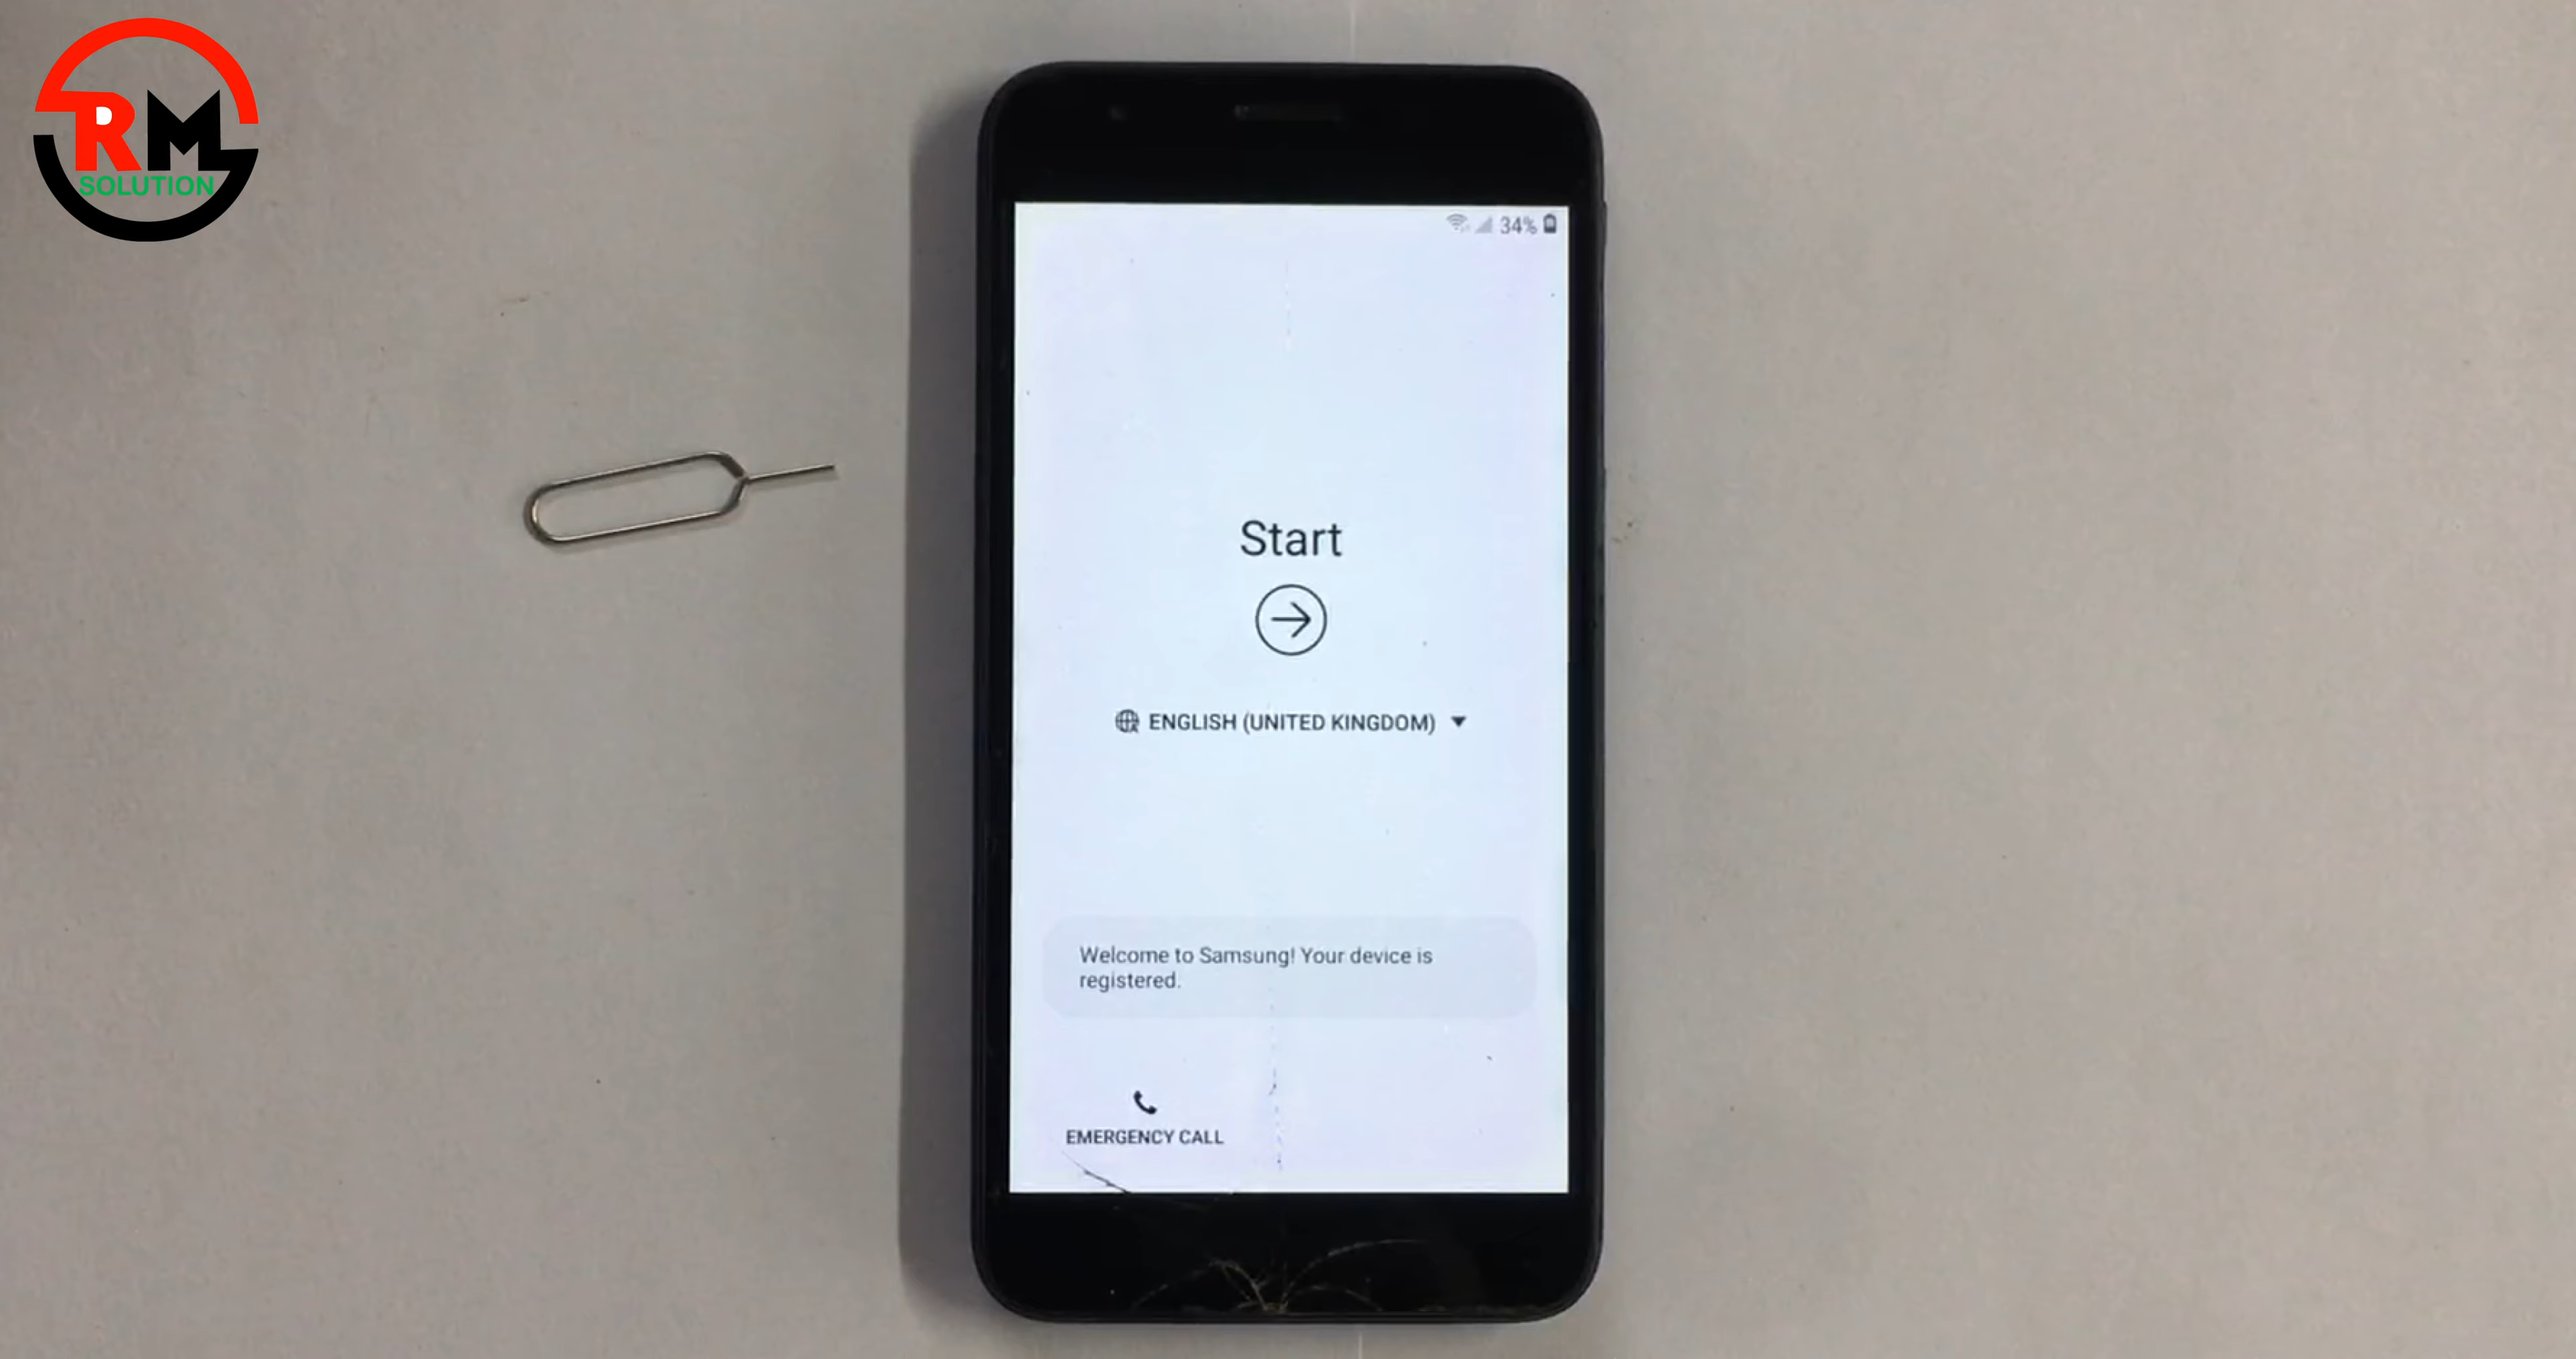 RM
SOLUTION
34%
Start
ENGLISH (UNITED KINGDOM)
Welcome to Samsung! Your device is
registered.
EMERGENCY CALL